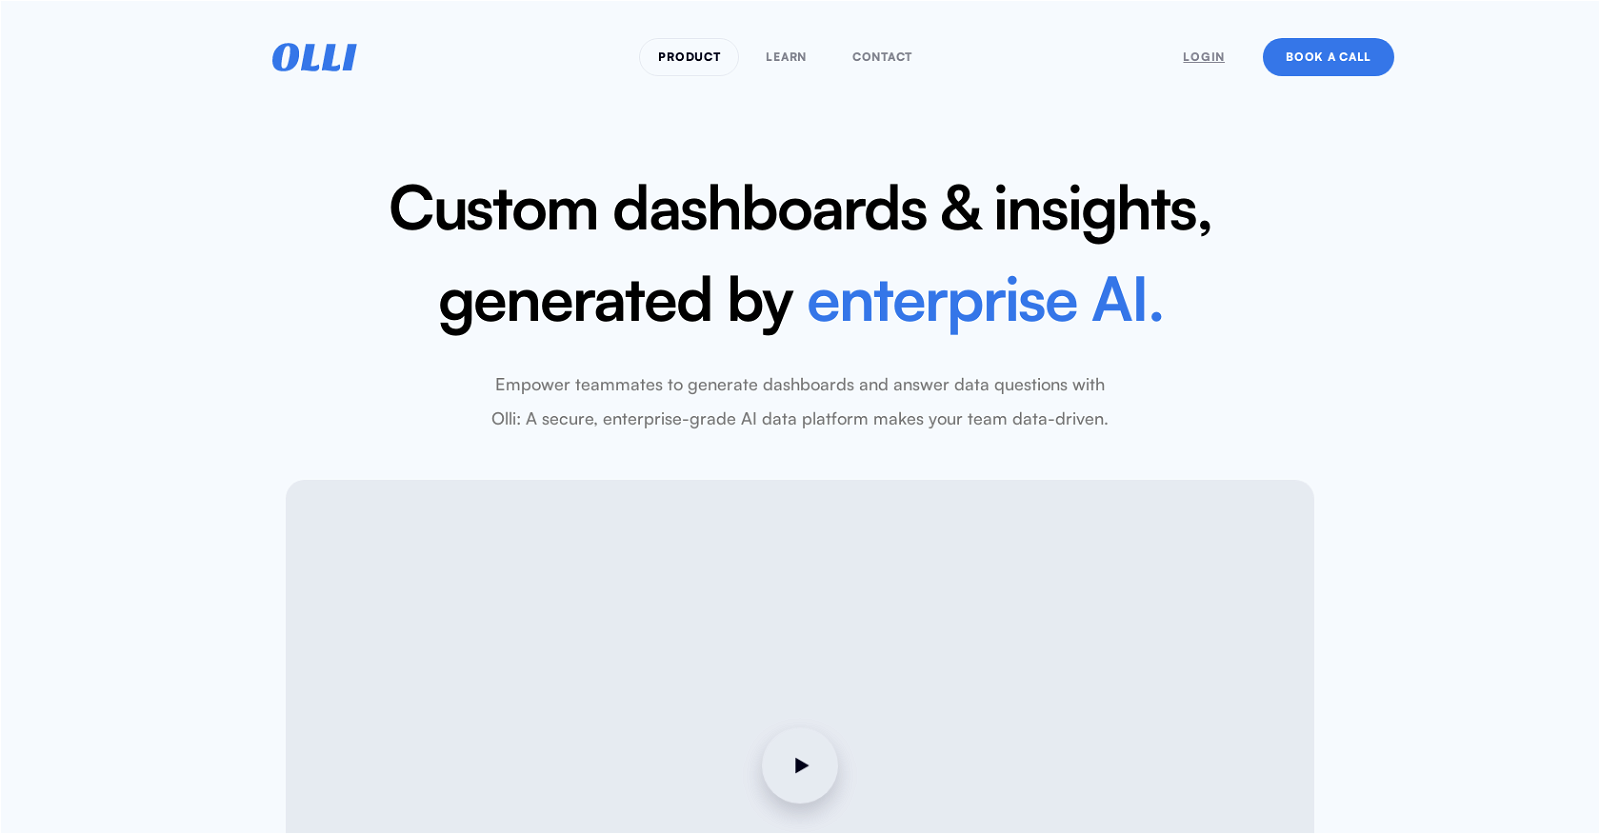 OLLI
PRODUCT
LEARN
CONTACT
LOGIN
BOOK A CALL
Custom dashboards & insights,
generated by enterprise AI.
Empower teammates to generate dashboards and answer data questions with
Olli: A secure, enterprise-grade AI data platform makes your team data-driven.